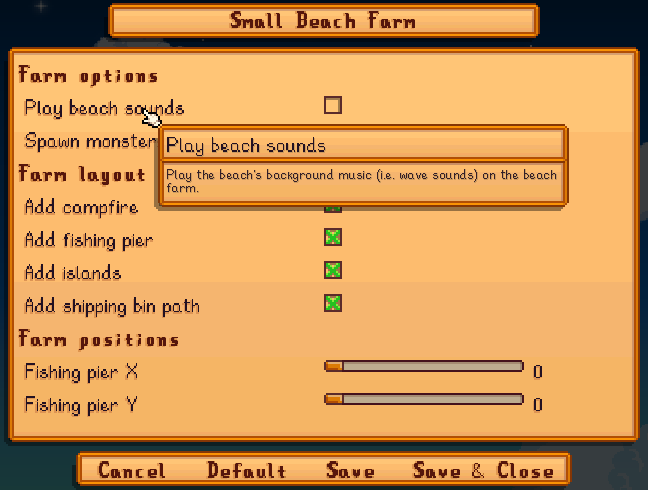 Small Beach Farm
Farm options
Play beach sounds
Spawn monster
Play beach sounds
Play the beach's background music (i.e. wave sounds) on the beach
farm.
Farm layout
Add campfire
Add fishing pier
Add islands
Add shipping bin path
Farm positions
Fishing pier X 0
Fishing pier Y 0
Cancel Default Save Save & Close